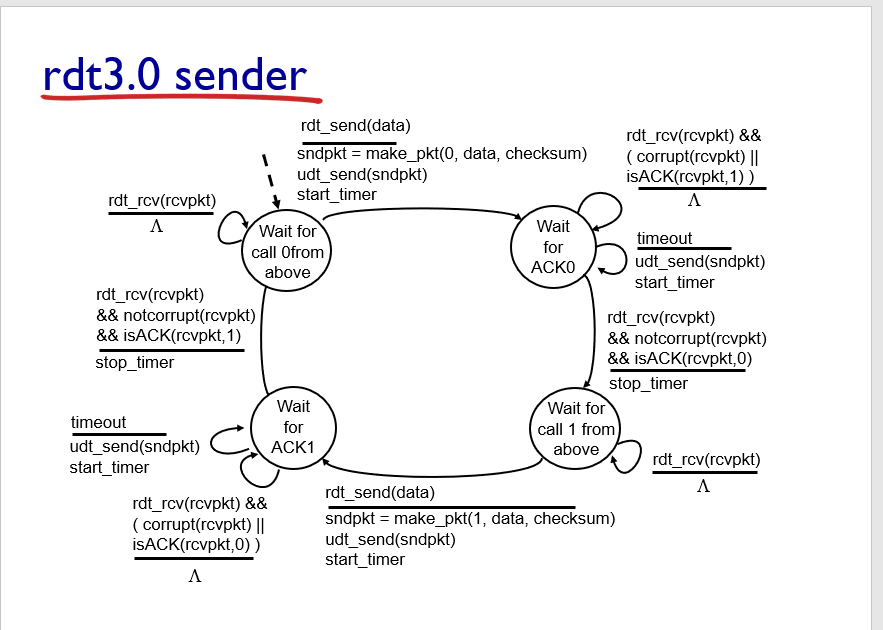 rdt3.0 sender
rdt_send(data)
sndpkt = make_pkt(0, data, checksum)
udt_send(sndpkt)
start_timer
rdt_rcv(rcvpkt) &&
( corrupt(rcvpkt) ||
isACK(rcvpkt,1) )
Λ
rdt_rcv(rcvpkt)
Λ
Wait for
call 0from
above
Wait
for
ACK0
timeout
udt_send(sndpkt)
start_timer
rdt_rcv(rcvpkt)
&& notcorrupt(rcvpkt)
&& isACK(rcvpkt,1)
stop_timer
rdt_rcv(rcvpkt)
&& notcorrupt(rcvpkt)
&& isACK(rcvpkt,0)
stop_timer
Wait
for
ACK1
Wait for
call 1 from
above
timeout
udt_send(sndpkt)
start_timer
rdt_rcv(rcvpkt)
Λ
rdt_rcv(rcvpkt) &&
( corrupt(rcvpkt) ||
isACK(rcvpkt,0) )
Λ
rdt_send(data)
sndpkt = make_pkt(1, data, checksum)
udt_send(sndpkt)
start_timer